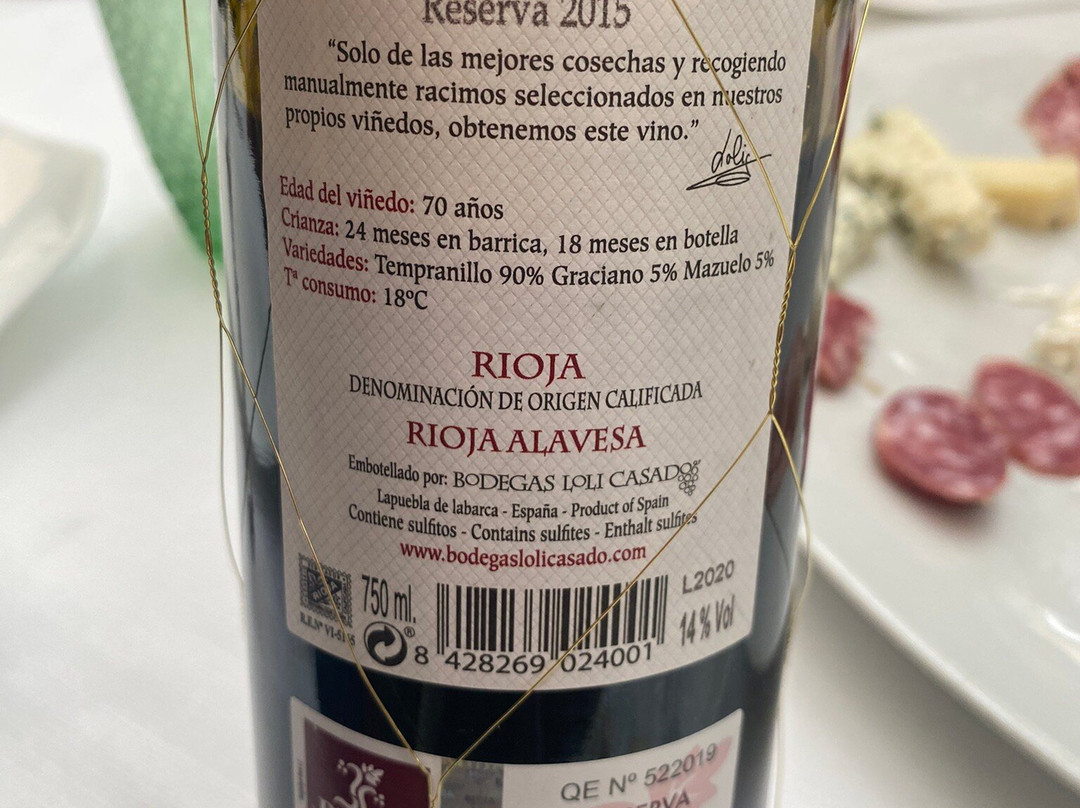 Reserva 2015
“Solo de las mejores cosechas y recogiendo
manualmente racimos seleccionados en nuestros
propios viñedos, obtenemos este vino.”
Loli
Edad del viñedo: 70 años
Crianza: 24 meses en barrica, 18 meses en botella
Variedades: Tempranillo 90% Graciano 5% Mazuelo 5%
Tª consumo: 18ºC
RIOJA
DENOMINACIÓN DE ORIGEN CALIFICADA
RIOJA ALAVESA
Embotellado por: BODEGAS LOLI CASADO
Lapuebla de labarca - España - Product of Spain
Contiene sulfitos - Contains sulfites - Enthalt sulfites
www.bodegaslolicasado.com
RIOJA
750 ml.
L2020
14 % Vol
®
8 428269 024001
QE Nº 522019